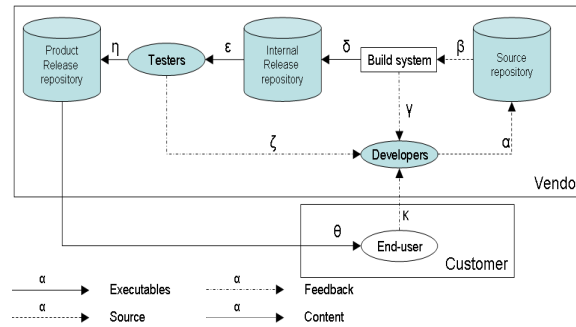 Product
Release
repository
η
Testers
ε
Internal
Release
repository
δ
Build system
β
Source
repository
γ
ζ
Developers
α
Vendo
κ
θ
End-user
Customer
α
Executables
α
Feedback
α
Source
α
Content